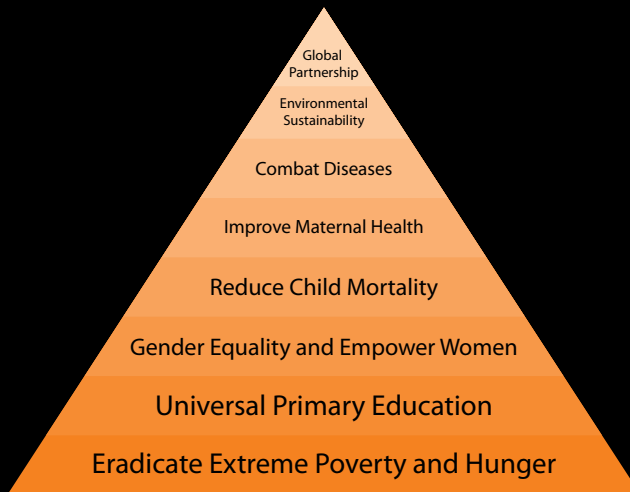 Global
Partnership
Environmental
Sustainability
Combat Diseases
Improve Maternal Health
Reduce Child Mortality
Gender Equality and Empower Women
Universal Primary Education
Eradicate Extreme Poverty and Hunger